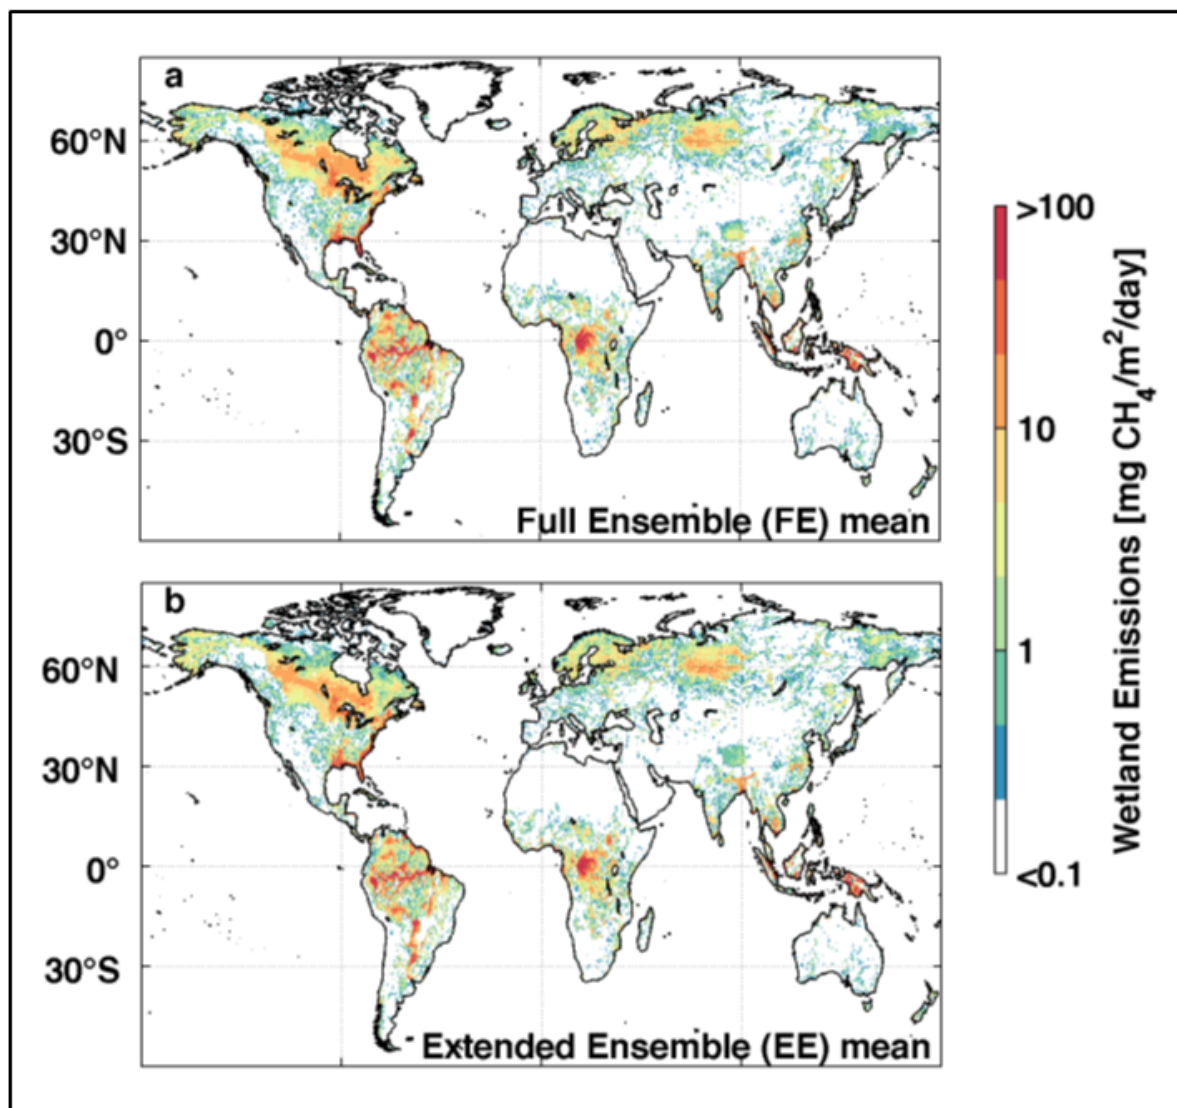 a
60°N
30°N
0°
30°S
Full Ensemble (FE) mean
b
60°N
30°N
0°
30°S
Extended Ensemble (EE) mean
>100
10
1
<0.1
Wetland Emissions [mg CH₄/m²/day]